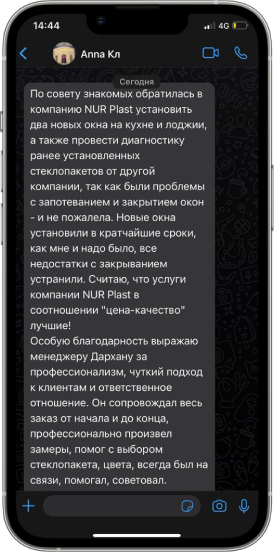 14:44
4G
Anna Кл
Сегодня
По совету знакомых обратилась в
компанию NUR Plast установить
два новых окна на кухне и лоджии,
а также провести диагностику
ранее установленных
стеклопакетов от другой
компании, так как были проблемы
с запотеванием и закрытием окон
- и не пожалела. Новые окна
установили в кратчайшие сроки,
как мне и надо было, все
недостатки с закрыванием
устранили. Считаю, что услуги
компании NUR Plast в
соотношении "цена-качество"
лучшие!
Особую благодарность выражаю
менеджеру Дархану за
профессионализм, чуткий подход
к клиентам и ответственное
отношение. Он сопровождал весь
заказ от начала и до конца,
профессионально произвел
замеры, помог с выбором
стеклопакета, цвета, всегда был на
связи, помогал, советовал.